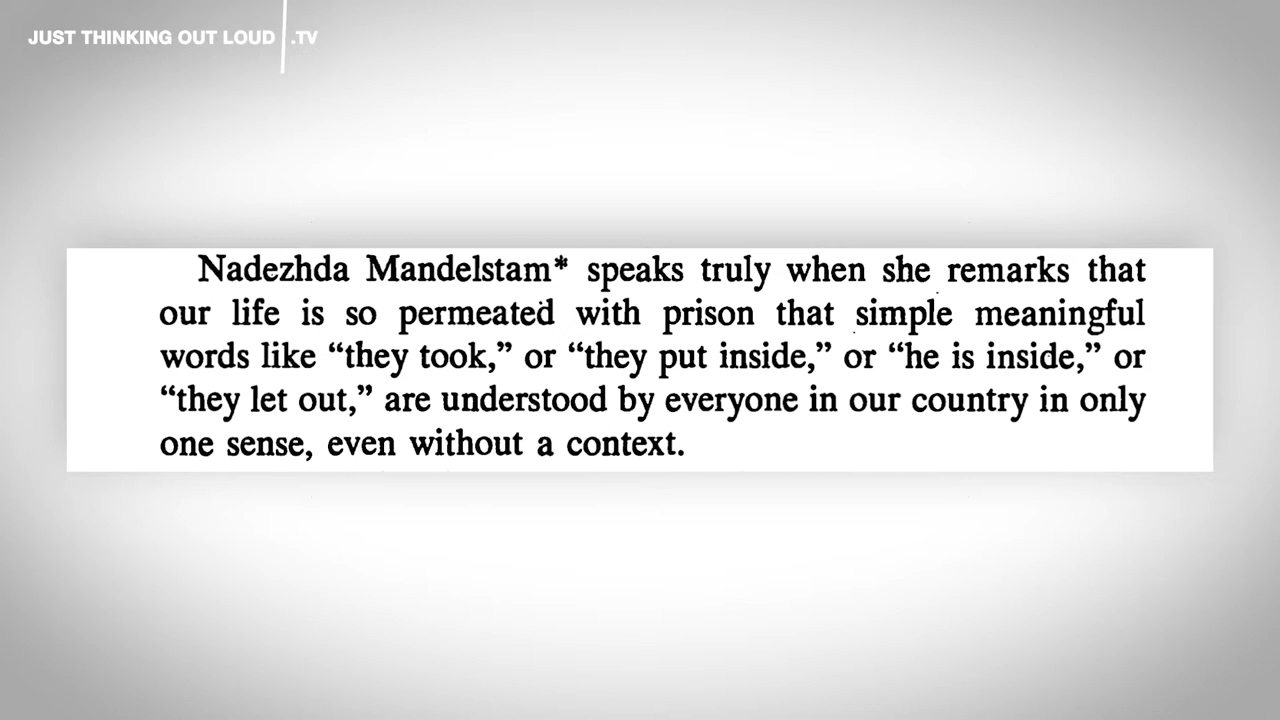 JUST THINKING OUT LOUD .TV
Nadezhda Mandelstam* speaks truly when she remarks that
our life is so permeated with prison that simple meaningful
words like “they took,” or “they put inside,” or “he is inside,” or
“they let out,” are understood by everyone in our country in only
one sense, even without a context.